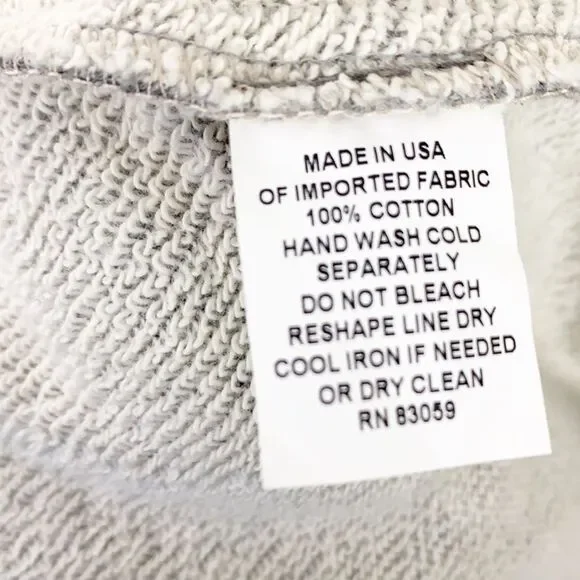 MADE IN USA
OF IMPORTED FABRIC
100% COTTON
HAND WASH COLD
SEPARATELY
DO NOT BLEACH
RESHAPE LINE DRY
COOL IRON IF NEEDED
OR DRY CLEAN
RN 83059